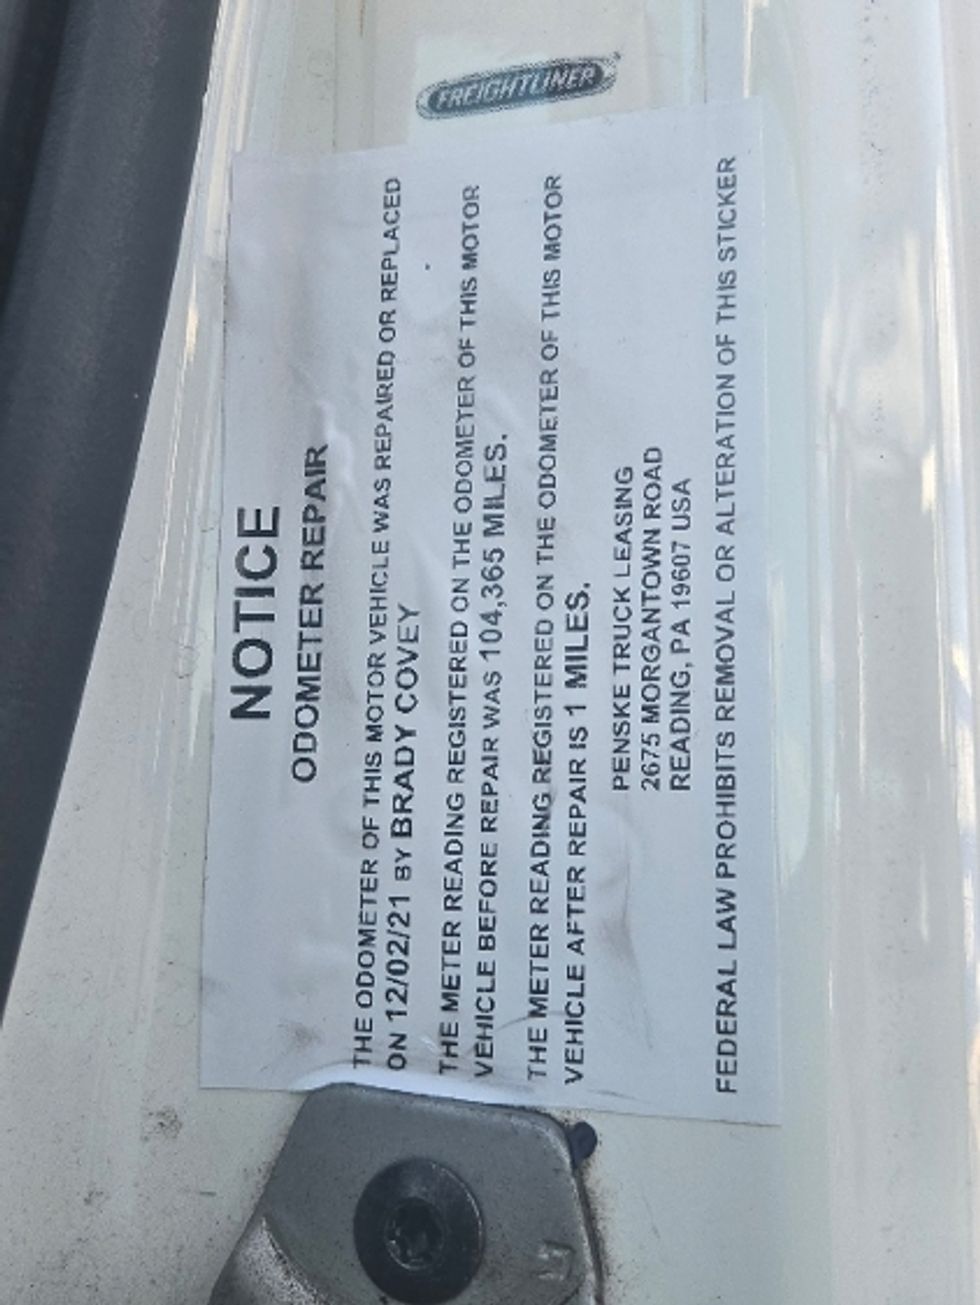 FREIGHTLINER
NOTICE
ODOMETER REPAIR
THE ODOMETER OF THIS MOTOR VEHICLE WAS REPAIRED OR REPLACED
ON 12/02/21 BY BRADY COVEY
THE METER READING REGISTERED ON THE ODOMETER OF THIS MOTOR
VEHICLE BEFORE REPAIR WAS 104,365 MILES.
THE METER READING REGISTERED ON THE ODOMETER OF THIS MOTOR
VEHICLE AFTER REPAIR IS 1 MILES.
PENSKE TRUCK LEASING
2675 MORGANTOWN ROAD
READING, PA 19607 USA
FEDERAL LAW PROHIBITS REMOVAL OR ALTERATION OF THIS STICKER